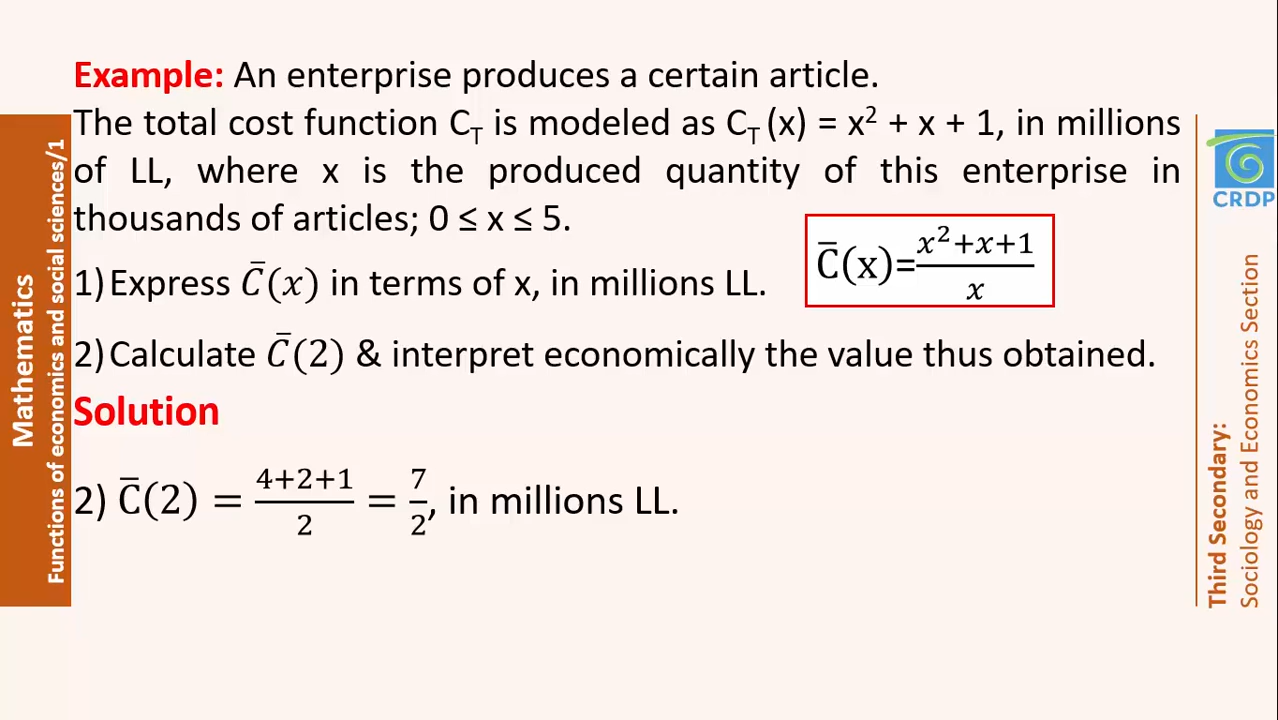 Example: An enterprise produces a certain article.
The total cost function C_T is modeled as C_T (x) = x² + x + 1, in millions
of LL, where x is the produced quantity of this enterprise in
thousands of articles; 0 ≤ x ≤ 5.
C̄(x)=(x²+x+1)/x
1) Express C̄(x) in terms of x, in millions LL.
2) Calculate C̄(2) & interpret economically the value thus obtained.
Solution
2) C̄(2) = (4+2+1)/2 = 7/2, in millions LL.
Mathematics
Functions of economics and social sciences/1
CRDP
Third Secondary:
Sociology and Economics Section